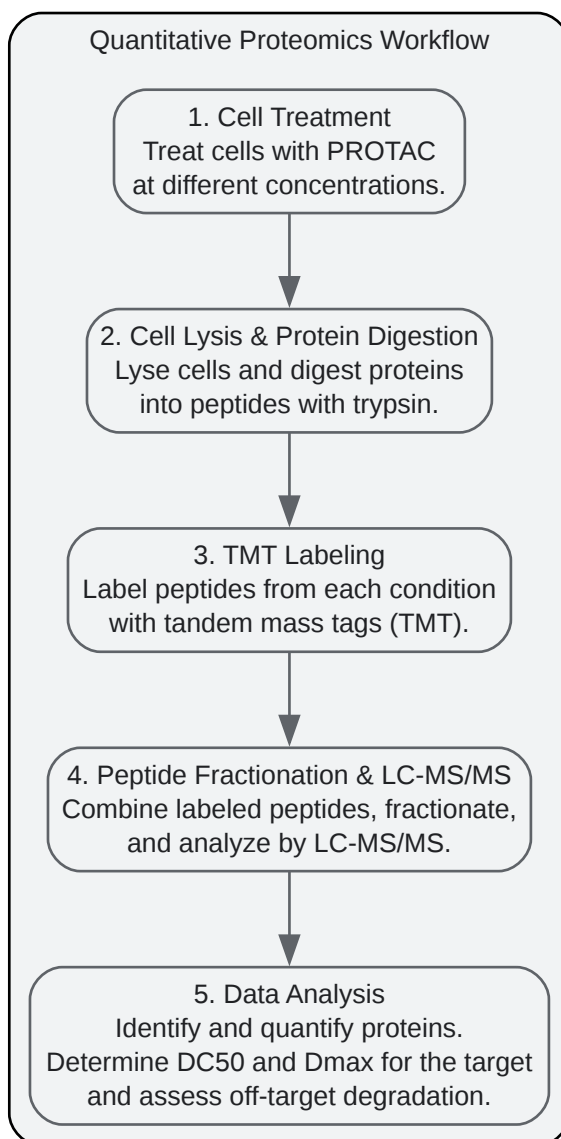 Quantitative Proteomics Workflow
1. Cell Treatment
Treat cells with PROTAC
at different concentrations.
2. Cell Lysis & Protein Digestion
Lyse cells and digest proteins
into peptides with trypsin.
3. TMT Labeling
Label peptides from each condition
with tandem mass tags (TMT).
4. Peptide Fractionation & LC-MS/MS
Combine labeled peptides, fractionate,
and analyze by LC-MS/MS.
5. Data Analysis
Identify and quantify proteins.
Determine DC50 and Dmax for the target
and assess off-target degradation.